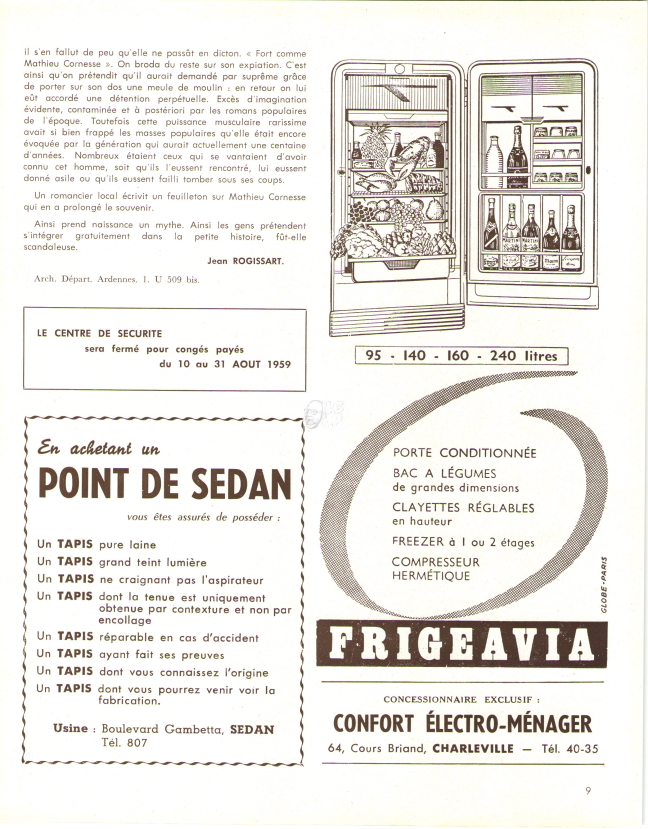 il s'en fallut de peu qu'elle ne passât en dicton. « Fort comme
Mathieu Cornesse ». On broda du reste sur son expiation. C'est
ainsi qu'on prétendit qu'il aurait demandé par suprême grâce
de porter sur son dos une meule de moulin : en retour on lui
eût accordé une détention perpétuelle. Excès d'imagination
évidente, contaminée et à postériori par les romans populaires
de l'époque. Toutefois cette puissance musculaire rarissime
avait si bien frappé les masses populaires qu'elle était encore
évoquée par la génération qui aurait actuellement une centaine
d'années. Nombreux étaient ceux qui se vantaient d'avoir
connu cet homme, soit qu'ils l'eussent rencontré, lui eussent
donné asile ou qu'ils eussent failli tomber sous ses coups.
Un romancier local écrivit un feuilleton sur Mathieu Cornesse
qui en a prolongé le souvenir.
Ainsi prend naissance un mythe. Ainsi les gens prétendent
s'intégrer gratuitement dans la petite histoire, fût-elle
scandaleuse.
Jean ROGISSART.
Arch. Départ. Ardennes. 1. U 509 bis.
LE CENTRE DE SECURITE
sera fermé pour congés payés
du 10 au 31 AOUT 1959
En achetant un
POINT DE SEDAN
vous êtes assurés de posséder :
Un TAPIS pure laine
Un TAPIS grand teint lumière
Un TAPIS ne craignant pas l'aspirateur
Un TAPIS dont la tenue est uniquement
obtenue par contexture et non par
encollage
Un TAPIS réparable en cas d'accident
Un TAPIS ayant fait ses preuves
Un TAPIS dont vous connaissez l'origine
Un TAPIS dont vous pourrez venir voir la
fabrication.
Usine : Boulevard Gambetta, SEDAN
Tél. 807
MARTINI
MARTINI
95 - 140 - 160 - 240 litres
PORTE CONDITIONNÉE
BAC A LÉGUMES
de grandes dimensions
CLAYETTES RÉGLABLES
en hauteur
FREEZER à 1 ou 2 étages
COMPRESSEUR
HERMÉTIQUE
GLOBE-PARIS
FRIGEAVIA
CONCESSIONNAIRE EXCLUSIF :
CONFORT ÉLECTRO-MÉNAGER
64, Cours Briand, CHARLEVILLE — Tél. 40-35
9